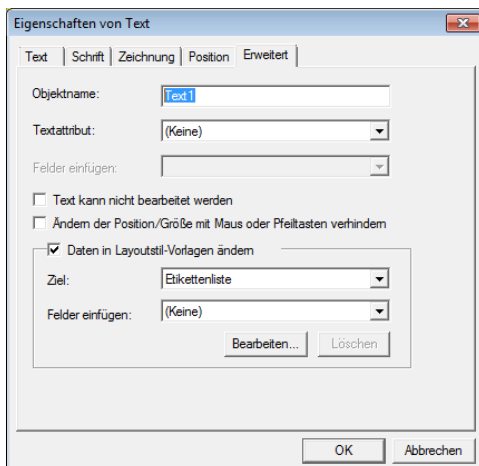 Eigenschaften von Text
Text Schrift Zeichnung Position Erweitert
Objektname: Text1
Textattribut: (Keine)
Felder einfügen:
Text kann nicht bearbeitet werden
Ändern der Position/Größe mit Maus oder Pfeiltasten verhindern
Daten in Layoutstil-Vorlagen ändern
Ziel: Etikettenliste
Felder einfügen: (Keine)
Bearbeiten... Löschen
OK Abbrechen